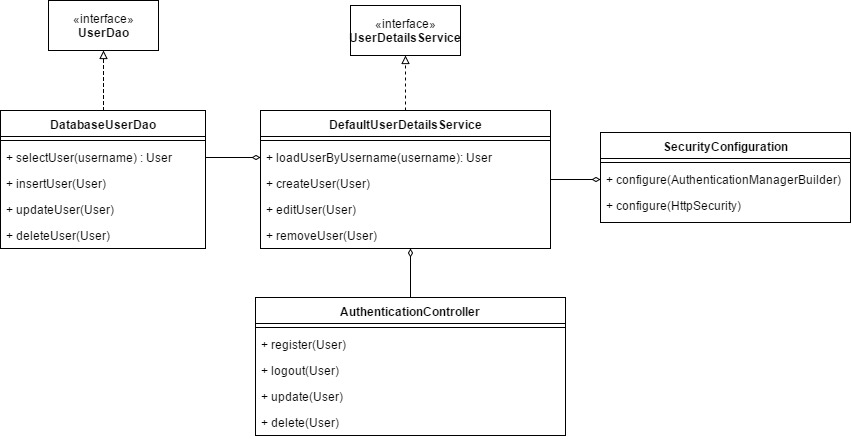 «interface»
UserDao
«interface»
UserDetailsService
DatabaseUserDao
+ selectUser(username) : User
+ insertUser(User)
+ updateUser(User)
+ deleteUser(User)
DefaultUserDetailsService
+ loadUserByUsername(username): User
+ createUser(User)
+ editUser(User)
+ removeUser(User)
SecurityConfiguration
+ configure(AuthenticationManagerBuilder)
+ configure(HttpSecurity)
AuthenticationController
+ register(User)
+ logout(User)
+ update(User)
+ delete(User)